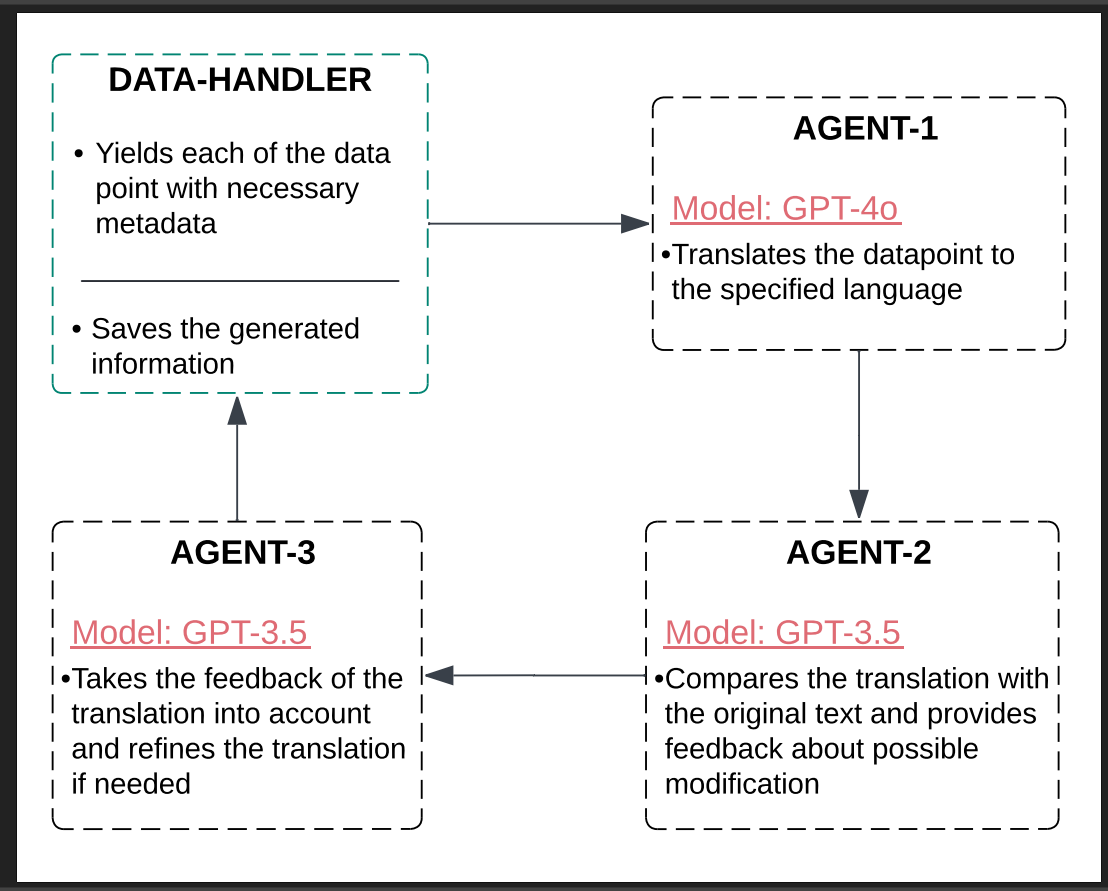 DATA-HANDLER
• Yields each of the data
point with necessary
metadata
• Saves the generated
information
AGENT-1
Model: GPT-4o
•Translates the datapoint to
the specified language
AGENT-2
Model: GPT-3.5
•Compares the translation with
the original text and provides
feedback about possible
modification
AGENT-3
Model: GPT-3.5
•Takes the feedback of the
translation into account
and refines the translation
if needed